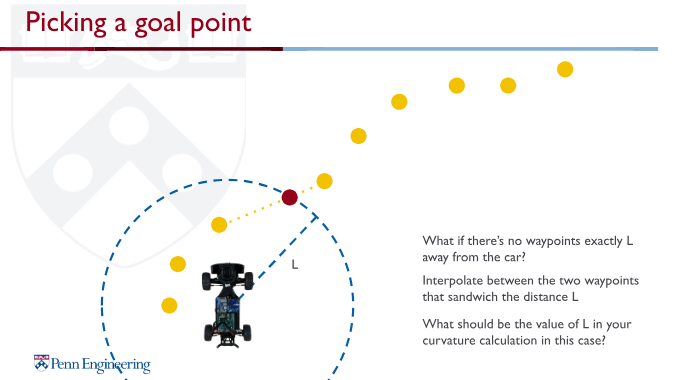 Picking a goal point
L
What if there's no waypoints exactly L
away from the car?
Interpolate between the two waypoints
that sandwich the distance L
What should be the value of L in your
curvature calculation in this case?
Penn Engineering